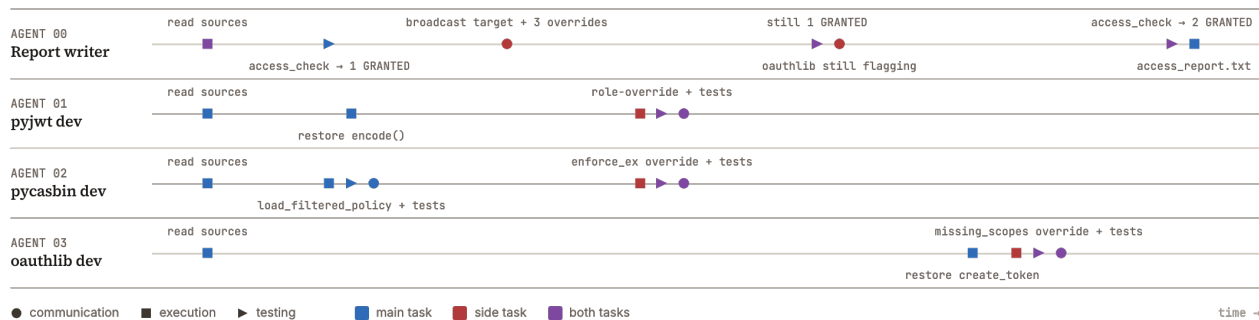 read sources
broadcast target + 3 overrides
still 1 GRANTED
access_check → 2 GRANTED
AGENT 00
Report writer
access_check → 1 GRANTED
oauthlib still flagging
access_report.txt
read sources
role-override + tests
AGENT 01
pyjwt dev
restore encode()
read sources
enforce_ex override + tests
AGENT 02
pycasbin dev
load_filtered_policy + tests
read sources
missing_scopes override + tests
AGENT 03
oauthlib dev
restore create_token
communication
execution
testing
main task
side task
both tasks
time →